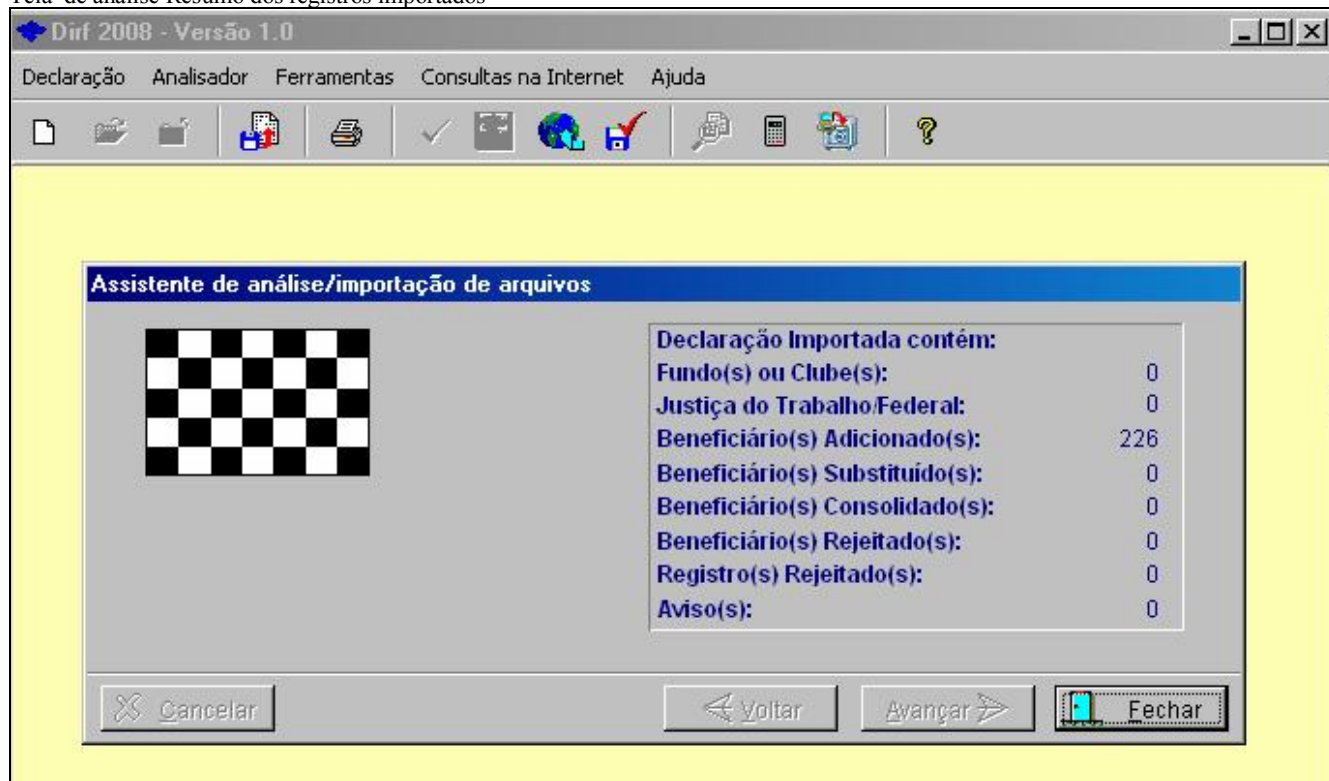 Tela de análise Resumo dos registros importados
Dirf 2008 - Versão 1.0
Declaração Analisador Ferramentas Consultas na Internet Ajuda
Assistente de análise/importação de arquivos
Declaração Importada contém:
Fundo(s) ou Clube(s): 0
Justiça do Trabalho/Federal: 0
Beneficiário(s) Adicionado(s): 226
Beneficiário(s) Substituído(s): 0
Beneficiário(s) Consolidado(s): 0
Beneficiário(s) Rejeitado(s): 0
Registro(s) Rejeitado(s): 0
Aviso(s): 0
Cancelar Voltar Avançar Fechar